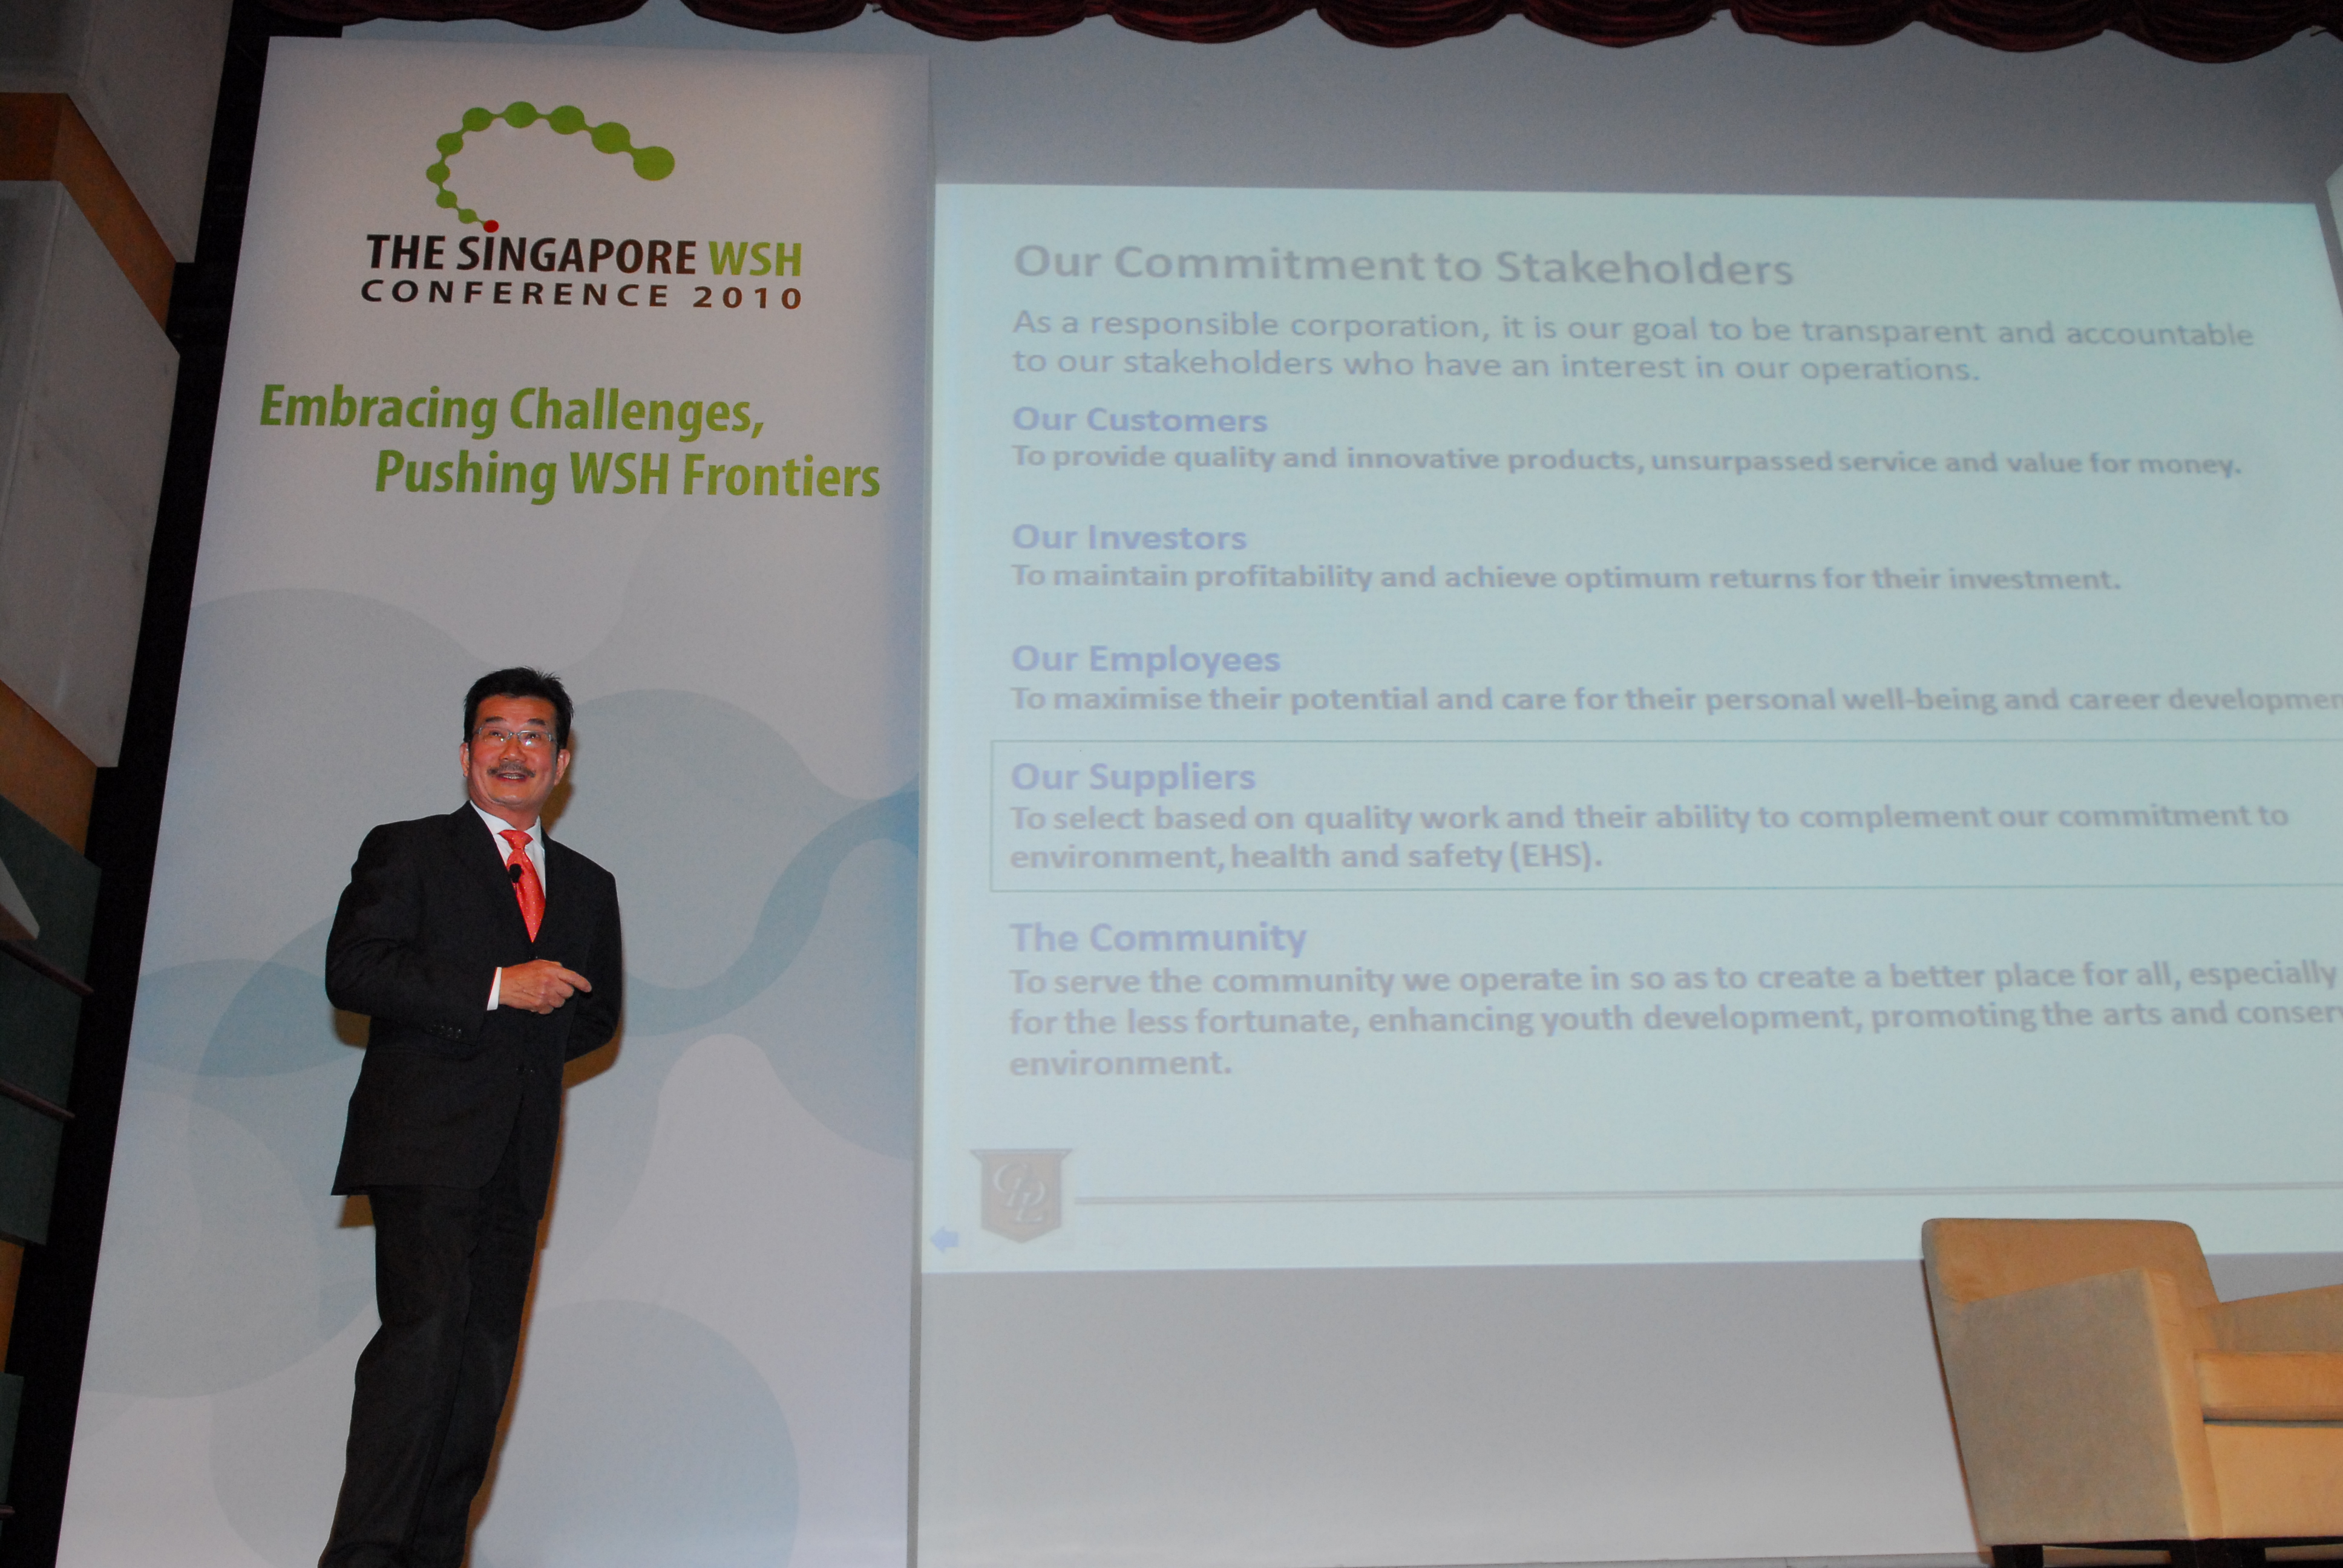 THE SINGAPORE WSH
CONFERENCE 2010
Embracing Challenges,
Pushing WSH Frontiers
Our Commitment to Stakeholders
As a responsible corporation, it is our goal to be transparent and accountable
to our stakeholders who have an interest in our operations.
Our Customers
To provide quality and innovative products, unsurpassed service and value for money.
Our Investors
To maintain profitability and achieve optimum returns for their investment.
Our Employees
To maximise their potential and care for their personal well-being and career developmen
Our Suppliers
To select based on quality work and their ability to complement our commitment to
environment, health and safety (EHS).
The Community
To serve the community we operate in so as to create a better place for all, especially
for the less fortunate, enhancing youth development, promoting the arts and conser
environment.
CDL